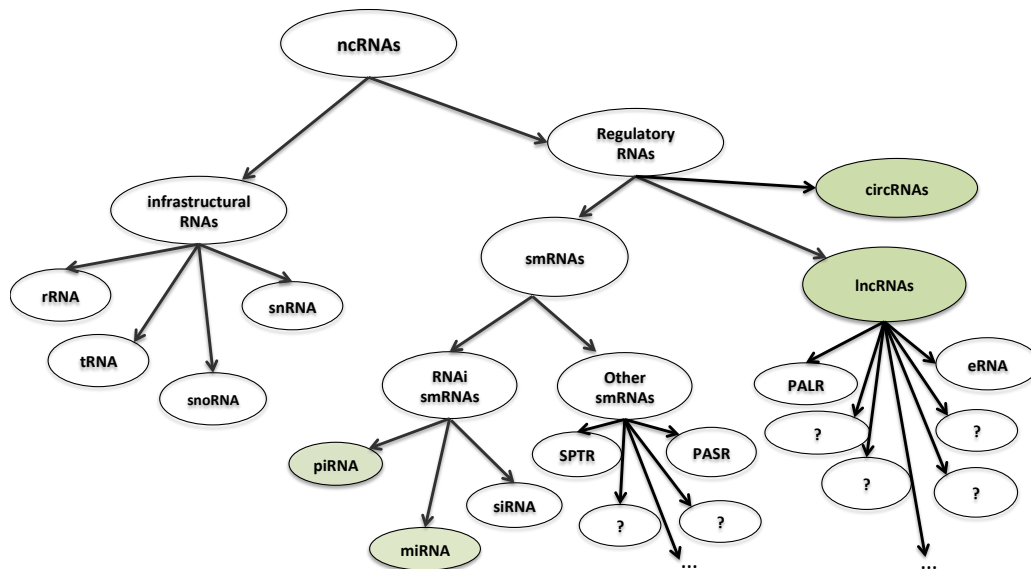 ncRNAs
Regulatory
RNAs
circRNAs
infrastructural
RNAs
smRNAs
lncRNAs
rRNA
snRNA
tRNA
snoRNA
RNAi
smRNAs
Other
smRNAs
PALR
eRNA
?
?
?
?
piRNA
SPTR
PASR
siRNA
miRNA
?
?
...
...